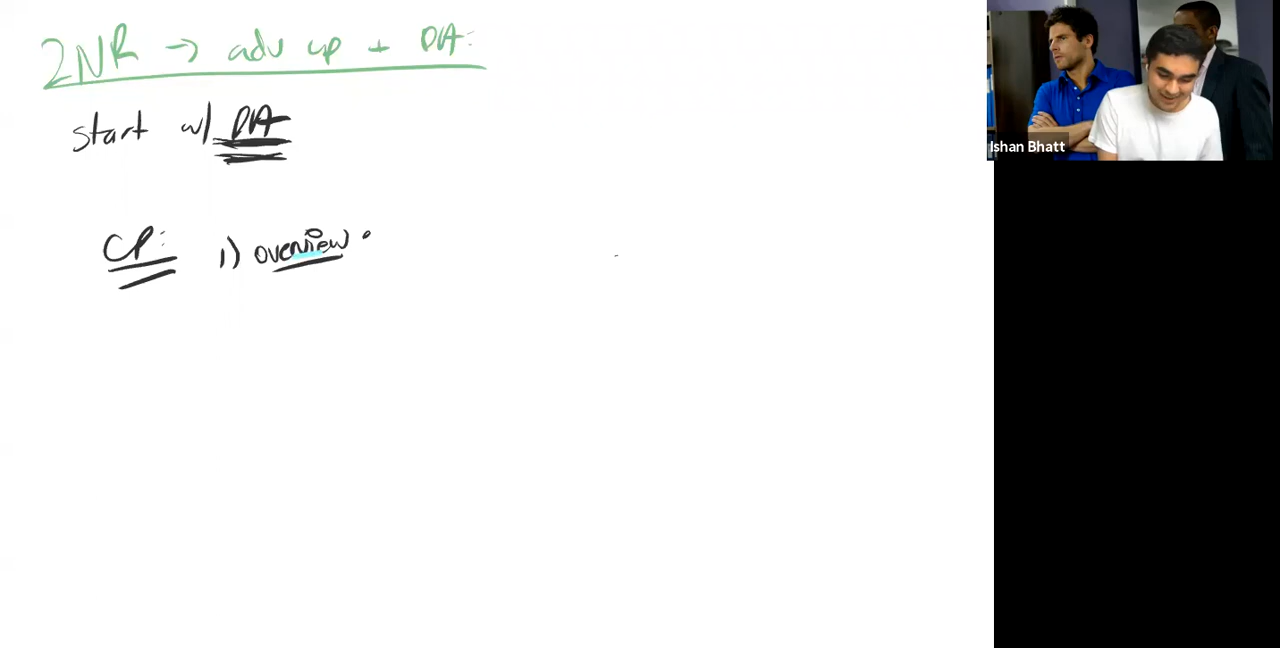 2NR → adv cp + DA:
start w/ DA
CP: 1) overview •
Ishan Bhatt